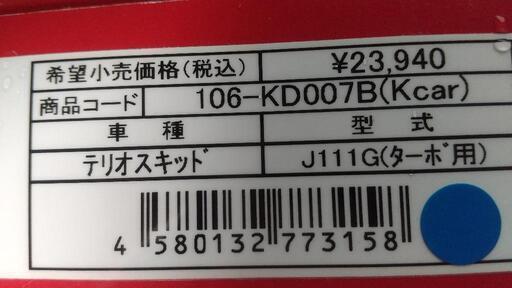 希望小売価格(税込) ¥23,940
商品コード 106-KD007B(Kcar)
車種 型式
テリオスキッド J111G(ターボ用)
4 580132 773158